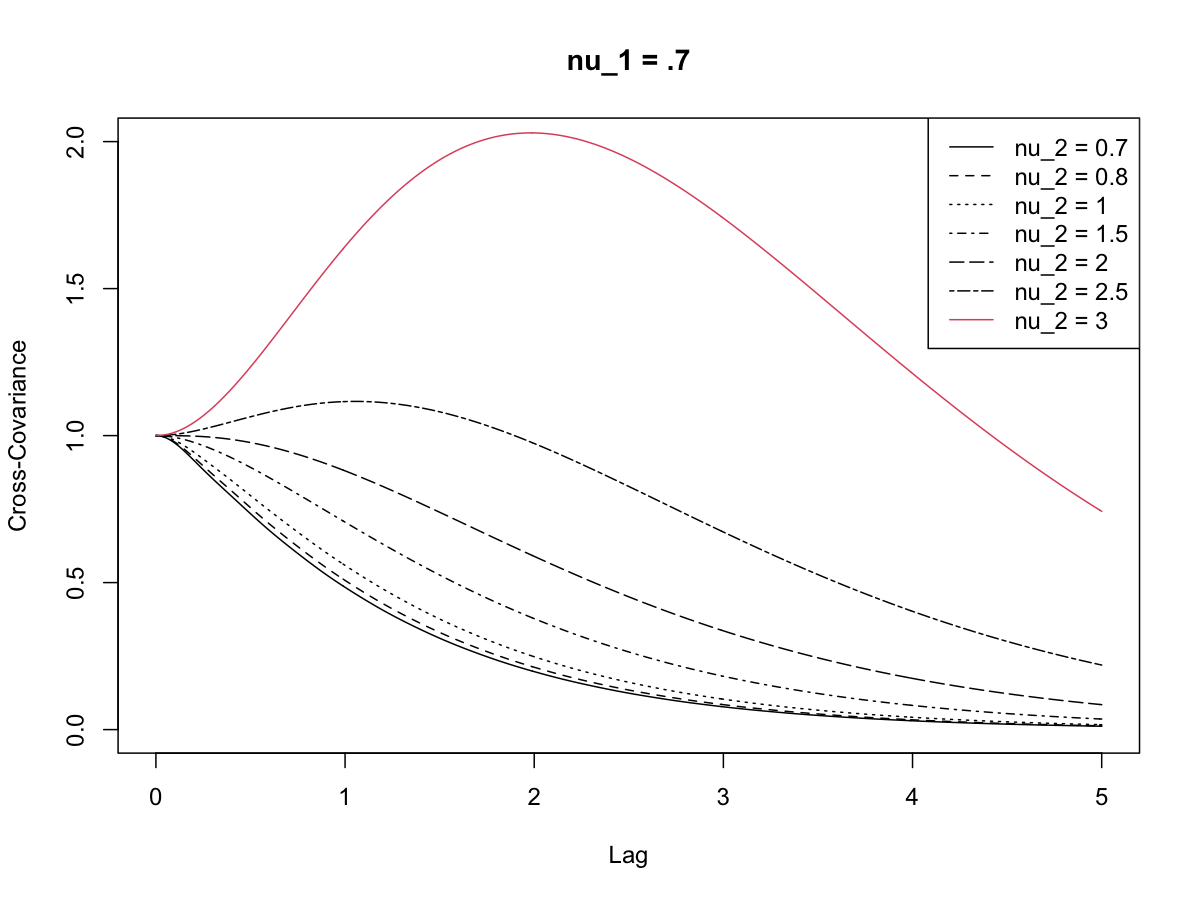 nu_1 = .7
nu_2 = 0.7
nu_2 = 0.8
nu_2 = 1
nu_2 = 1.5
nu_2 = 2
nu_2 = 2.5
nu_2 = 3
Cross-Covariance
2.0
1.5
1.0
0.5
0.0
0 1 2 3 4 5
Lag